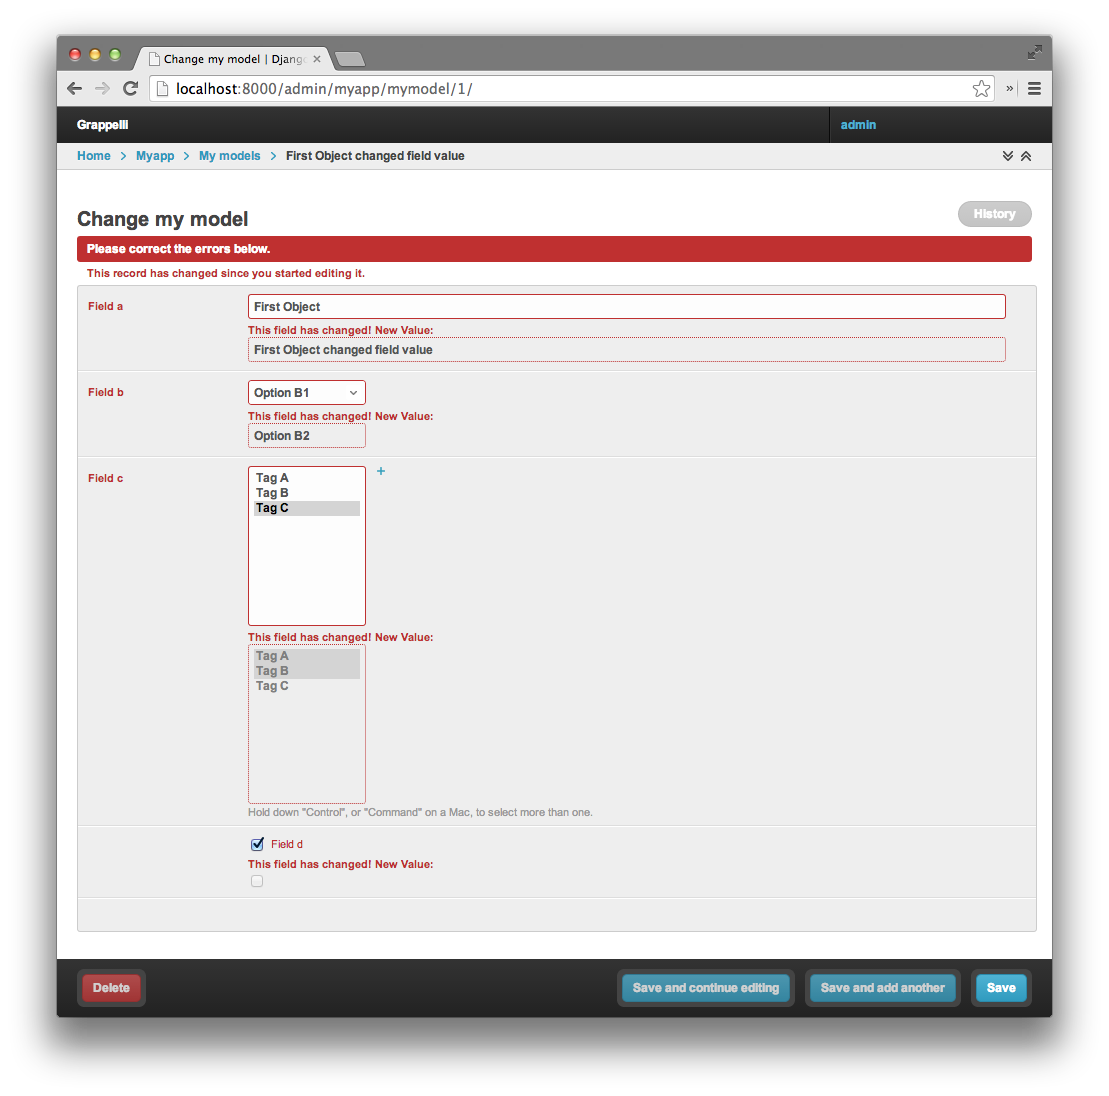 Change my model | Djang
localhost:8000/admin/myapp/mymodel/1/
Grappelli
admin
Home > Myapp > My models > First Object changed field value
Change my model
History
Please correct the errors below.
This record has changed since you started editing it.
Field a
First Object
This field has changed! New Value:
First Object changed field value
Field b
Option B1
This field has changed! New Value:
Option B2
Field c
Tag A
Tag B
Tag C
+
This field has changed! New Value:
Tag A
Tag B
Tag C
Hold down "Control", or "Command" on a Mac, to select more than one.
Field d
This field has changed! New Value:
Delete
Save and continue editing
Save and add another
Save